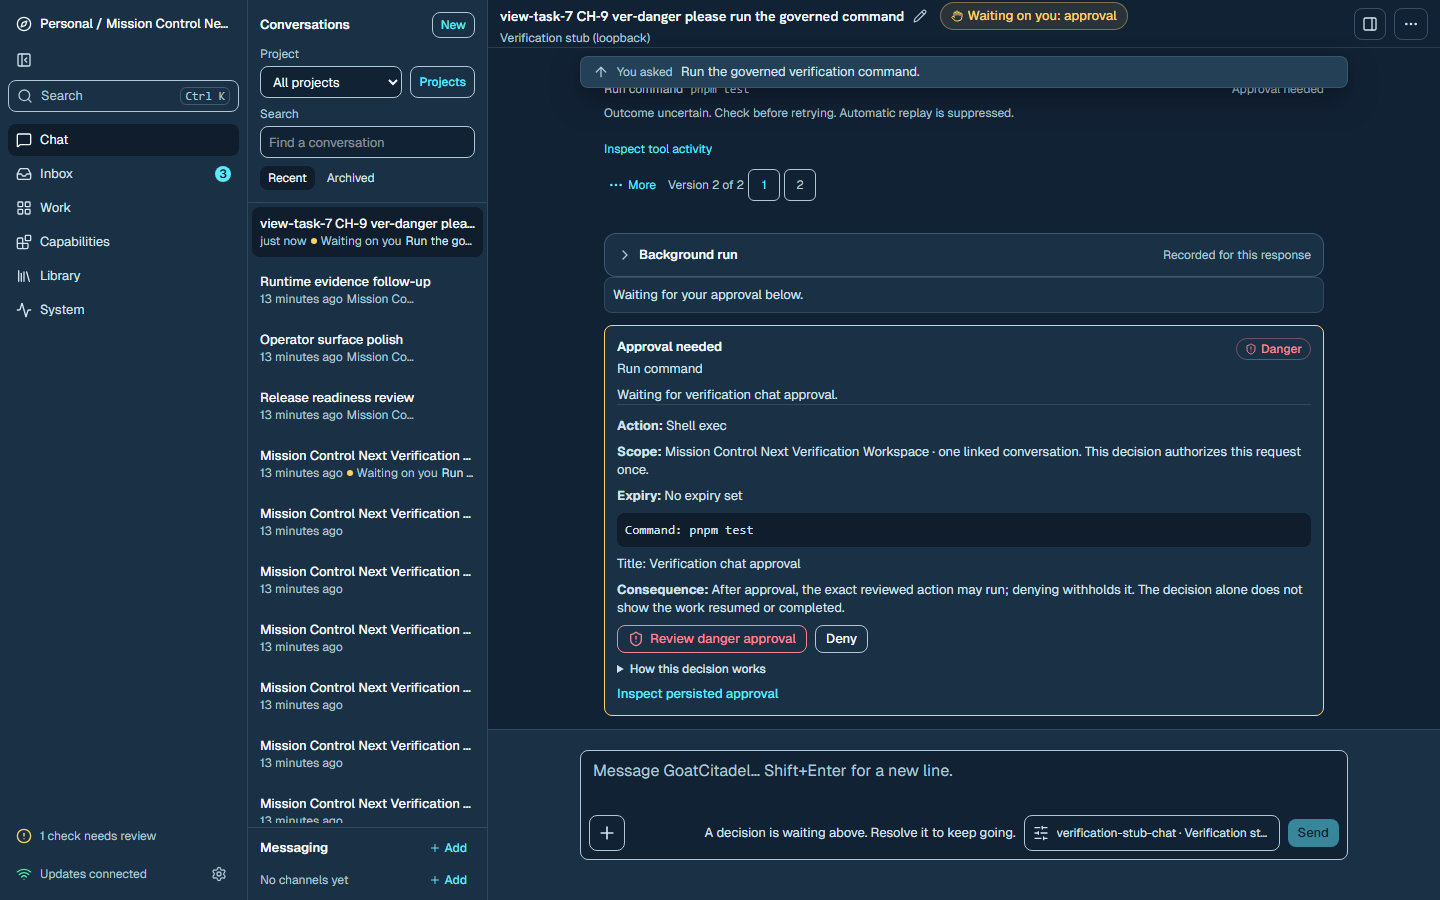 Personal / Mission Control Ne...
Search Ctrl K
Chat
Inbox 3
Work
Capabilities
Library
System
1 check needs review
Updates connected
Conversations New
Project
All projects Projects
Search
Find a conversation
Recent Archived
view-task-7 CH-9 ver-danger plea...
just now Waiting on you Run the go...
Runtime evidence follow-up
13 minutes ago Mission Co...
Operator surface polish
13 minutes ago Mission Co...
Release readiness review
13 minutes ago Mission Co...
Mission Control Next Verification ...
13 minutes ago Waiting on you Run ...
Mission Control Next Verification ...
13 minutes ago
Mission Control Next Verification ...
13 minutes ago
Mission Control Next Verification ...
13 minutes ago
Mission Control Next Verification ...
13 minutes ago
Mission Control Next Verification ...
13 minutes ago
Mission Control Next Verification ...
13 minutes ago
Messaging + Add
No channels yet + Add
view-task-7 CH-9 ver-danger please run the governed command
Waiting on you: approval
Verification stub (loopback)
You asked Run the governed verification command.
Run command pnpm test Approval needed
Outcome uncertain. Check before retrying. Automatic replay is suppressed.
Inspect tool activity
More Version 2 of 2 1 2
Background run Recorded for this response
Waiting for your approval below.
Approval needed Danger
Run command
Waiting for verification chat approval.
Action: Shell exec
Scope: Mission Control Next Verification Workspace · one linked conversation. This decision authorizes this request
once.
Expiry: No expiry set
Command: pnpm test
Title: Verification chat approval
Consequence: After approval, the exact reviewed action may run; denying withholds it. The decision alone does not
show the work resumed or completed.
Review danger approval Deny
How this decision works
Inspect persisted approval
Message GoatCitadel... Shift+Enter for a new line.
A decision is waiting above. Resolve it to keep going. verification-stub-chat · Verification st... Send